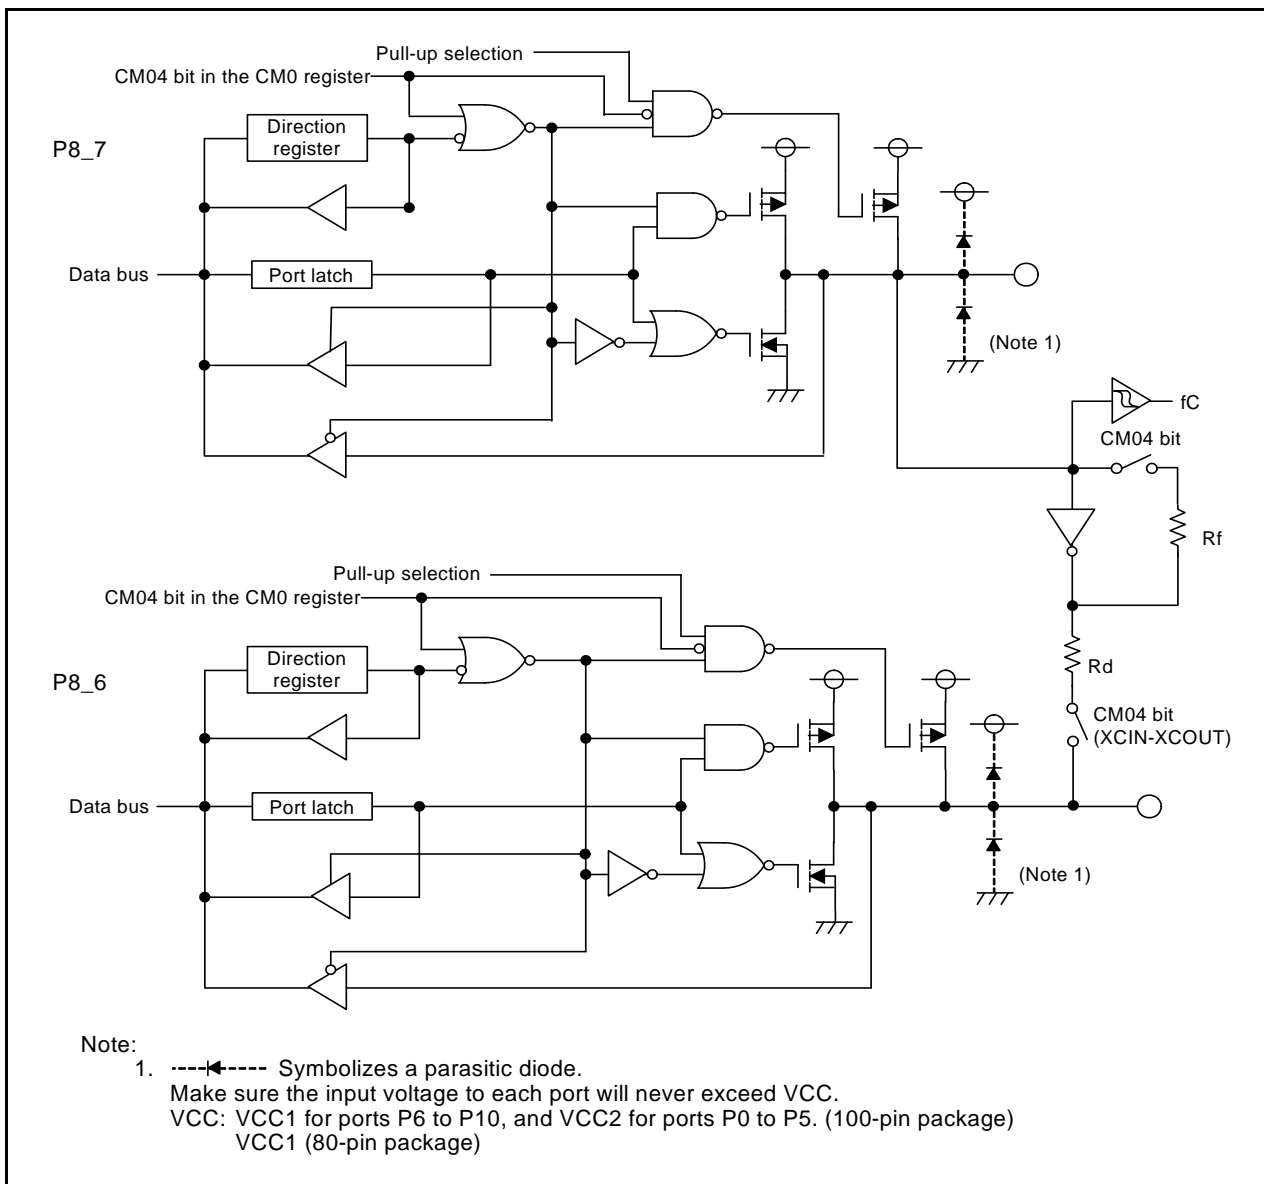 Pull-up selection
CM04 bit in the CM0 register
Direction
register
P8_7
Data bus
Port latch
(Note 1)
fC
CM04 bit
Rf
Pull-up selection
CM04 bit in the CM0 register
Direction
register
P8_6
Rd
CM04 bit
(XCIN-XCOUT)
Data bus
Port latch
(Note 1)
Note:
1. Symbolizes a parasitic diode.
Make sure the input voltage to each port will never exceed VCC.
VCC: VCC1 for ports P6 to P10, and VCC2 for ports P0 to P5. (100-pin package)
VCC1 (80-pin package)